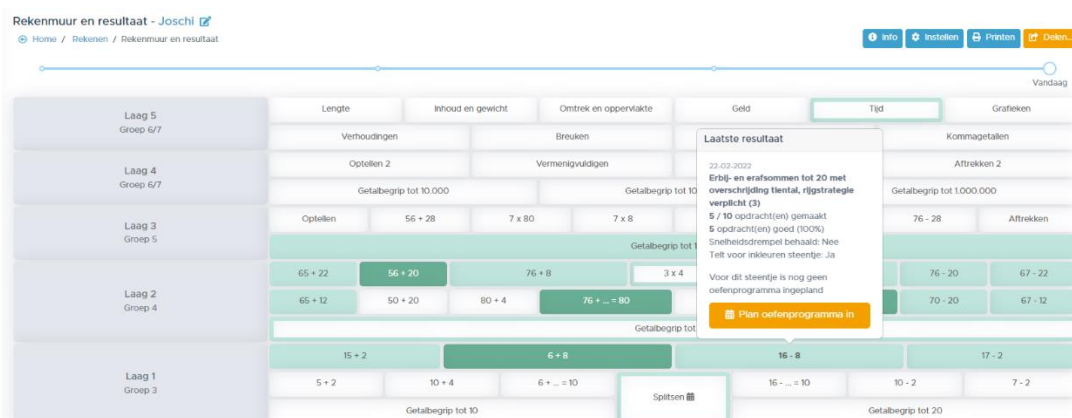 Rekenmuur en resultaat - Joschi
Home / Rekenen / Rekenmuur en resultaat
Info Instellen Printen Delen...
Vandaag
Laag 5
Groep 6/7
Lengte Inhoud en gewicht Omtrek en oppervlakte Geld Tijd Grafieken
Verhoudingen Breuken Kommagetallen
Laag 4
Groep 6/7
Optellen 2 Vermenigvuldigen Aftrekken 2
Getalbegrip tot 10.000 Getalbegrip tot 10 Getalbegrip tot 1.000.000
Laag 3
Groep 5
Optellen 56 + 28 7 x 80 7 x 8 76 - 28 Aftrekken
Getalbegrip tot 1
Laag 2
Groep 4
65 + 22 56 + 20 76 + 8 3 x 4 76 - 20 67 - 22
65 + 12 50 + 20 80 + 4 76 + ... = 80 70 - 20 67 - 12
Getalbegrip tot
Laatste resultaat
22-02-2022
Erbij- en erafsommen tot 20 met
overschrijding tiental, rijgstrategie
verplicht (3)
5 / 10 opdracht(en) gemaakt
5 opdracht(en) goed (100%)
Snelheidsdrempel behaald: Nee
Telt voor inkleuren steentje: Ja
Voor dit steentje is nog geen
oefenprogramma ingepland
Plan oefenprogramma in
Laag 1
Groep 3
15 + 2 6 + 8 16 - 8 17 - 2
5 + 2 10 + 4 6 + ... = 10 Splitsen 16 - ... = 10 10 - 2 7 - 2
Getalbegrip tot 10 Getalbegrip tot 20